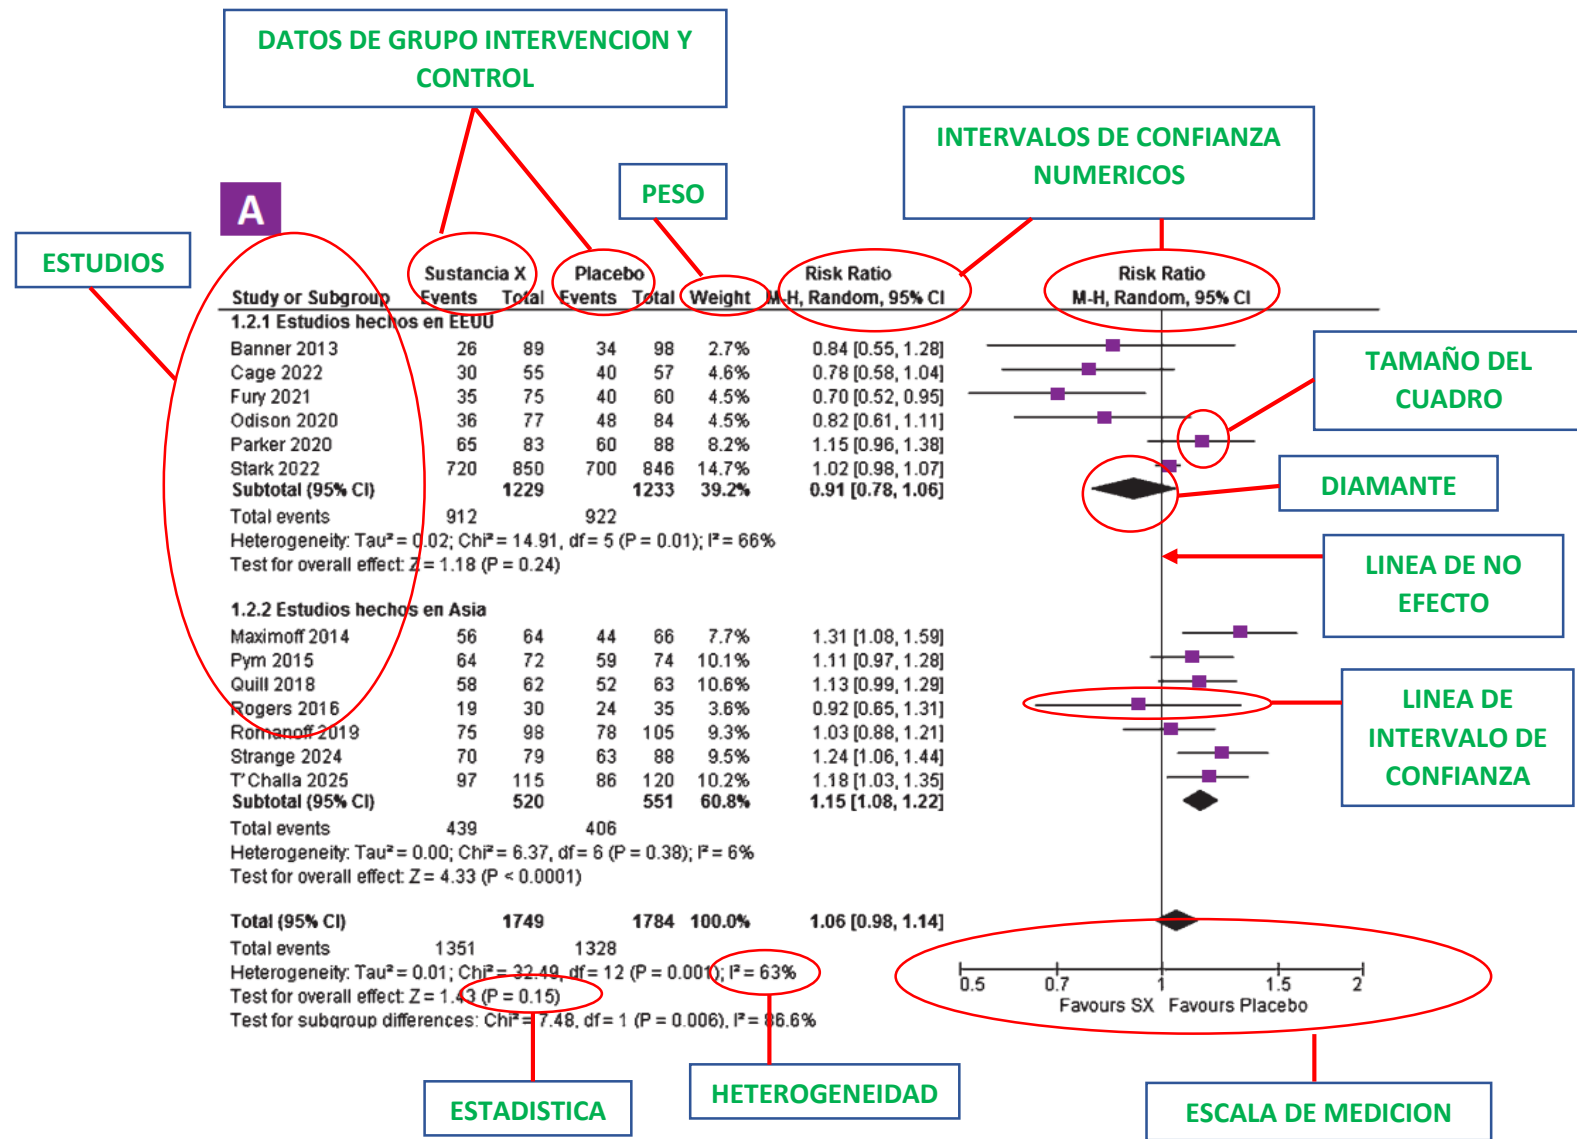 DATOS DE GRUPO INTERVENCION Y
CONTROL
INTERVALOS DE CONFIANZA
NUMERICOS
PESO
A
ESTUDIOS
Sustancia X Placebo Risk Ratio Risk Ratio
Study or Subgroup Events Total Events Total Weight M-H, Random, 95% CI M-H, Random, 95% CI
1.2.1 Estudios hechos en EEUU
Banner 2013 26 89 34 98 2.7% 0.84 [0.55, 1.28]
Cage 2022 30 55 40 57 4.6% 0.78 [0.58, 1.04]
Fury 2021 35 75 40 60 4.5% 0.70 [0.52, 0.95]
Odison 2020 36 77 48 84 4.5% 0.82 [0.61, 1.11]
Parker 2020 65 83 60 88 8.2% 1.15 [0.96, 1.38]
Stark 2022 720 850 700 846 14.7% 1.02 [0.98, 1.07]
Subtotal (95% CI) 1229 1233 39.2% 0.91 [0.78, 1.06]
Total events 912 922
Heterogeneity: Tau² = 0.02; Chi² = 14.91, df = 5 (P = 0.01); I² = 66%
Test for overall effect: Z = 1.18 (P = 0.24)
TAMAÑO DEL
CUADRO
DIAMANTE
LINEA DE NO
EFECTO
1.2.2 Estudios hechos en Asia
Maximoff 2014 56 64 44 66 7.7% 1.31 [1.08, 1.59]
Pym 2015 64 72 59 74 10.1% 1.11 [0.97, 1.28]
Quill 2018 58 62 52 63 10.6% 1.13 [0.99, 1.29]
Rogers 2016 19 30 24 35 3.6% 0.92 [0.65, 1.31]
Romanoff 2019 75 98 78 105 9.3% 1.03 [0.88, 1.21]
Strange 2024 70 79 63 88 9.5% 1.24 [1.06, 1.44]
T'Challa 2025 97 115 86 120 10.2% 1.18 [1.03, 1.35]
Subtotal (95% CI) 520 551 60.8% 1.15 [1.08, 1.22]
Total events 439 406
Heterogeneity: Tau² = 0.00; Chi² = 6.37, df = 6 (P = 0.38); I² = 6%
Test for overall effect: Z = 4.33 (P < 0.0001)
LINEA DE
INTERVALO DE
CONFIANZA
Total (95% CI) 1749 1784 100.0% 1.06 [0.98, 1.14]
Total events 1351 1328
Heterogeneity: Tau² = 0.01; Chi² = 32.49, df = 12 (P = 0.001); I² = 63%
Test for overall effect: Z = 1.43 (P = 0.15)
Test for subgroup differences: Chi² = 7.48, df = 1 (P = 0.006), I² = 86.6%
0.5 0.7 1 1.5 2
Favours SX Favours Placebo
ESTADISTICA
HETEROGENEIDAD
ESCALA DE MEDICION